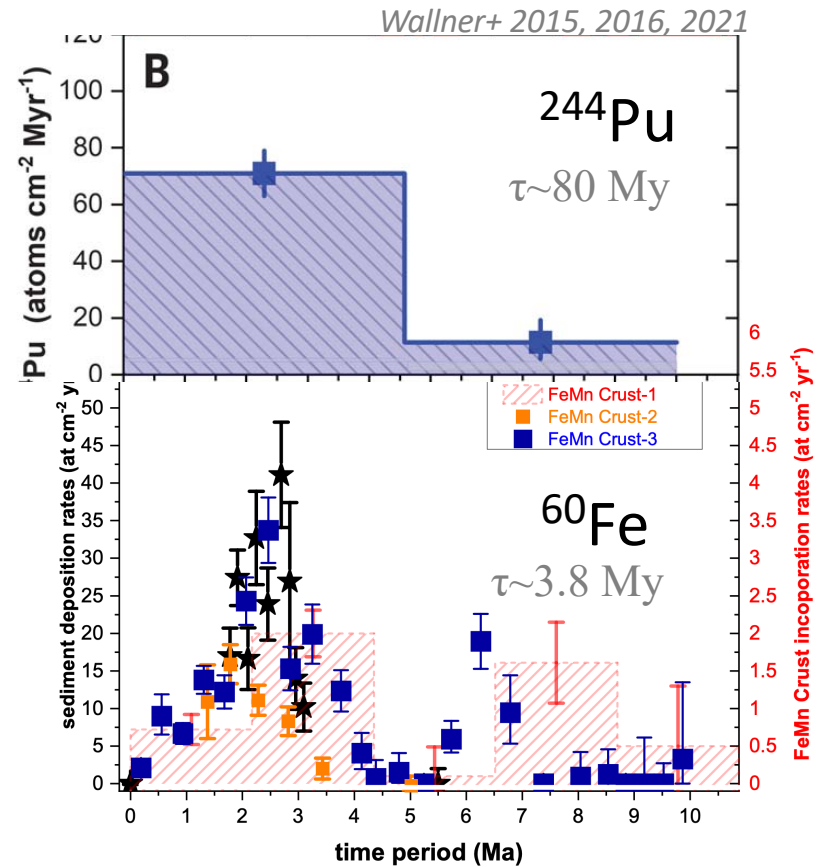 Wallner+ 2015, 2016, 2021
B
²⁴⁴Pu
τ~80 My
Pu (atoms cm⁻² Myr⁻¹)
120
100
80
60
40
20
0
6
5.5
FeMn Crust-1
FeMn Crust-2
FeMn Crust-3
⁶⁰Fe
τ~3.8 My
sediment deposition rates (at cm⁻² y
50
45
40
35
30
25
20
15
10
5
0
5
4.5
4
3.5
3
2.5
2
1.5
1
0.5
0
FeMn Crust incoporation rates (at cm⁻² yr⁻¹)
0 1 2 3 4 5 6 7 8 9 10
time period (Ma)